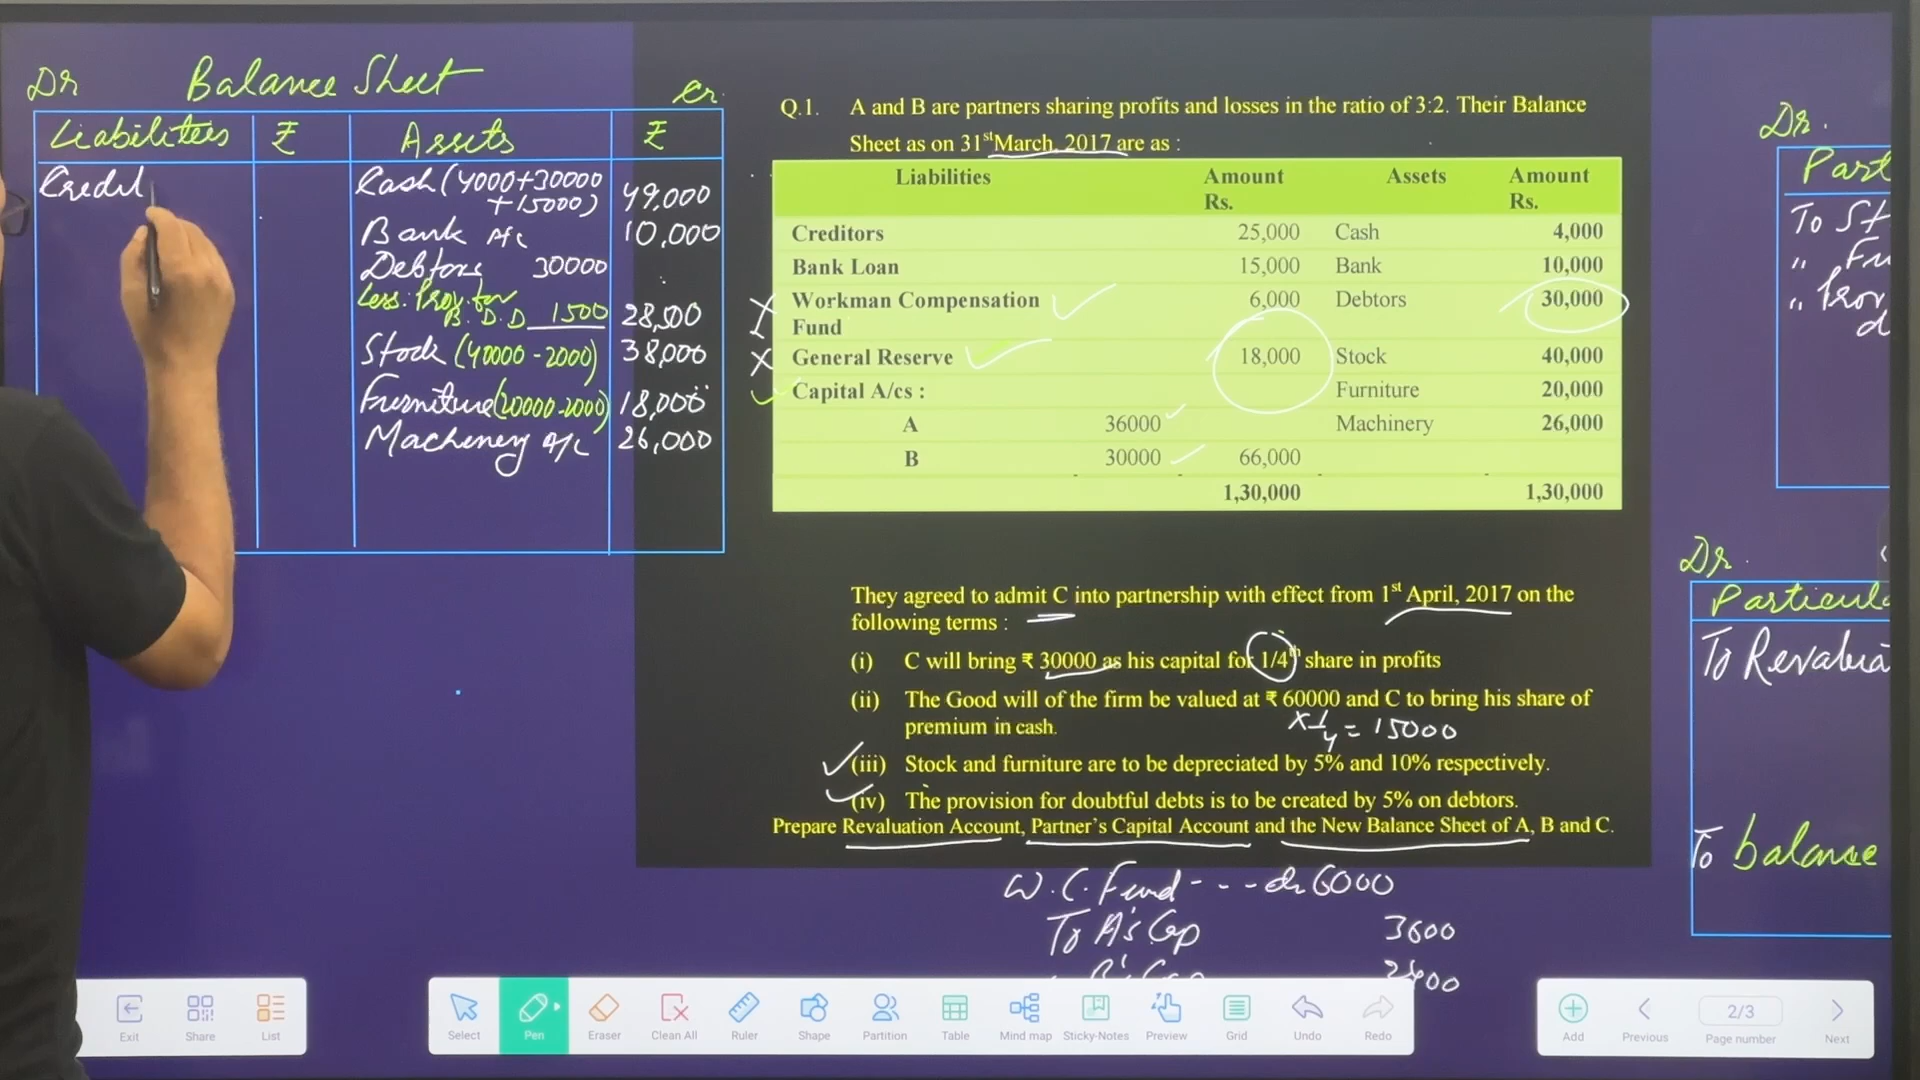 Dr Balance Sheet Cr.
Liabilities ₹ Assets ₹
Credit
Cash (4000+30000
+15000) 49,000
Bank A/c 10,000
Debtors 30000
Less: Prov. for
B.D.D 1500 28,500
Stock (40000-2000) 38,000
Furniture (20000-2000) 18,000
Machinery A/c 26,000
Q.1. A and B are partners sharing profits and losses in the ratio of 3:2. Their Balance
Sheet as on 31st March, 2017 are as :
Liabilities Amount Assets Amount
Rs. Rs.
Creditors 25,000 Cash 4,000
Bank Loan 15,000 Bank 10,000
Workman Compensation 6,000 Debtors 30,000
Fund
General Reserve 18,000 Stock 40,000
Capital A/cs : Furniture 20,000
A 36000 Machinery 26,000
B 30000 66,000
1,30,000 1,30,000
They agreed to admit C into partnership with effect from 1st April, 2017 on the
following terms :
(i) C will bring ₹ 30000 as his capital for 1/4th share in profits
(ii) The Good will of the firm be valued at ₹ 60000 and C to bring his share of
premium in cash. ×1/4 = 15000
(iii) Stock and furniture are to be depreciated by 5% and 10% respectively.
(iv) The provision for doubtful debts is to be created by 5% on debtors.
Prepare Revaluation Account, Partner's Capital Account and the New Balance Sheet of A, B and C.
W.C. Fund - - - dr 6000
To A's Cap 3600
B's Cap 2400
Dr.
Part
To St
" Fu
" Prov
d
Dr.
Particul
To Revalua
To balance
Exit Share List
Select Pen Eraser Clean All Ruler Shape Partition Table Mind map Sticky-Notes Preview Grid Undo Redo
Add Previous 2/3 Page number Next